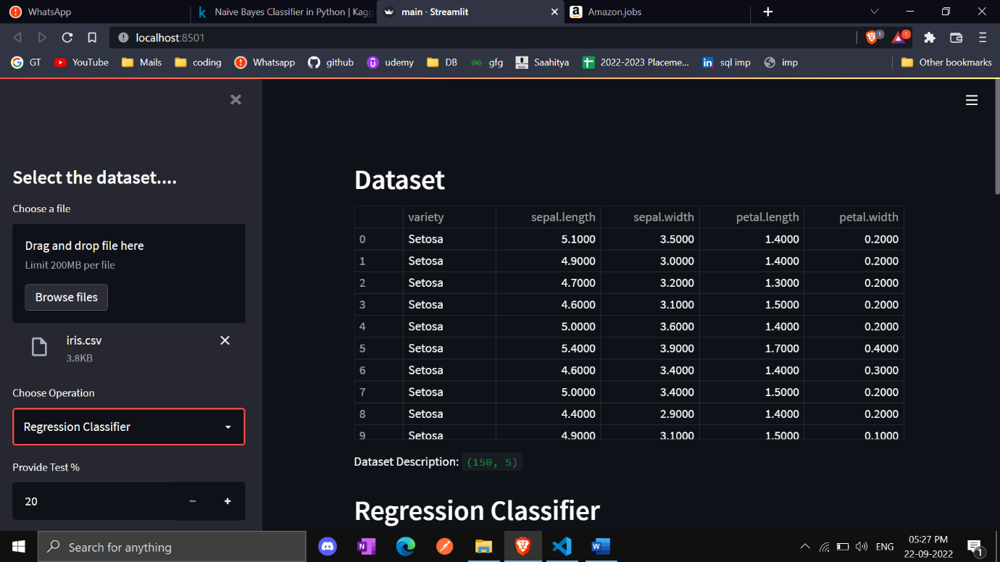 WhatsApp
Naive Bayes Classifier in Python | Kagg
main · Streamlit
Amazon.jobs
localhost:8501
1
1
GT
YouTube
Mails
coding
Whatsapp
github
udemy
DB
gfg
Saahitya
2022-2023 Placeme...
sql imp
imp
Other bookmarks
Select the dataset....
Choose a file
Drag and drop file here
Limit 200MB per file
Browse files
iris.csv
3.8KB
Choose Operation
Regression Classifier
Provide Test %
20
Dataset
variety sepal.length sepal.width petal.length petal.width
0 Setosa 5.1000 3.5000 1.4000 0.2000
1 Setosa 4.9000 3.0000 1.4000 0.2000
2 Setosa 4.7000 3.2000 1.3000 0.2000
3 Setosa 4.6000 3.1000 1.5000 0.2000
4 Setosa 5.0000 3.6000 1.4000 0.2000
5 Setosa 5.4000 3.9000 1.7000 0.4000
6 Setosa 4.6000 3.4000 1.4000 0.3000
7 Setosa 5.0000 3.4000 1.5000 0.2000
8 Setosa 4.4000 2.9000 1.4000 0.2000
9 Setosa 4.9000 3.1000 1.5000 0.1000
Dataset Description: (150, 5)
Regression Classifier
Search for anything
ENG
05:27 PM
22-09-2022
1